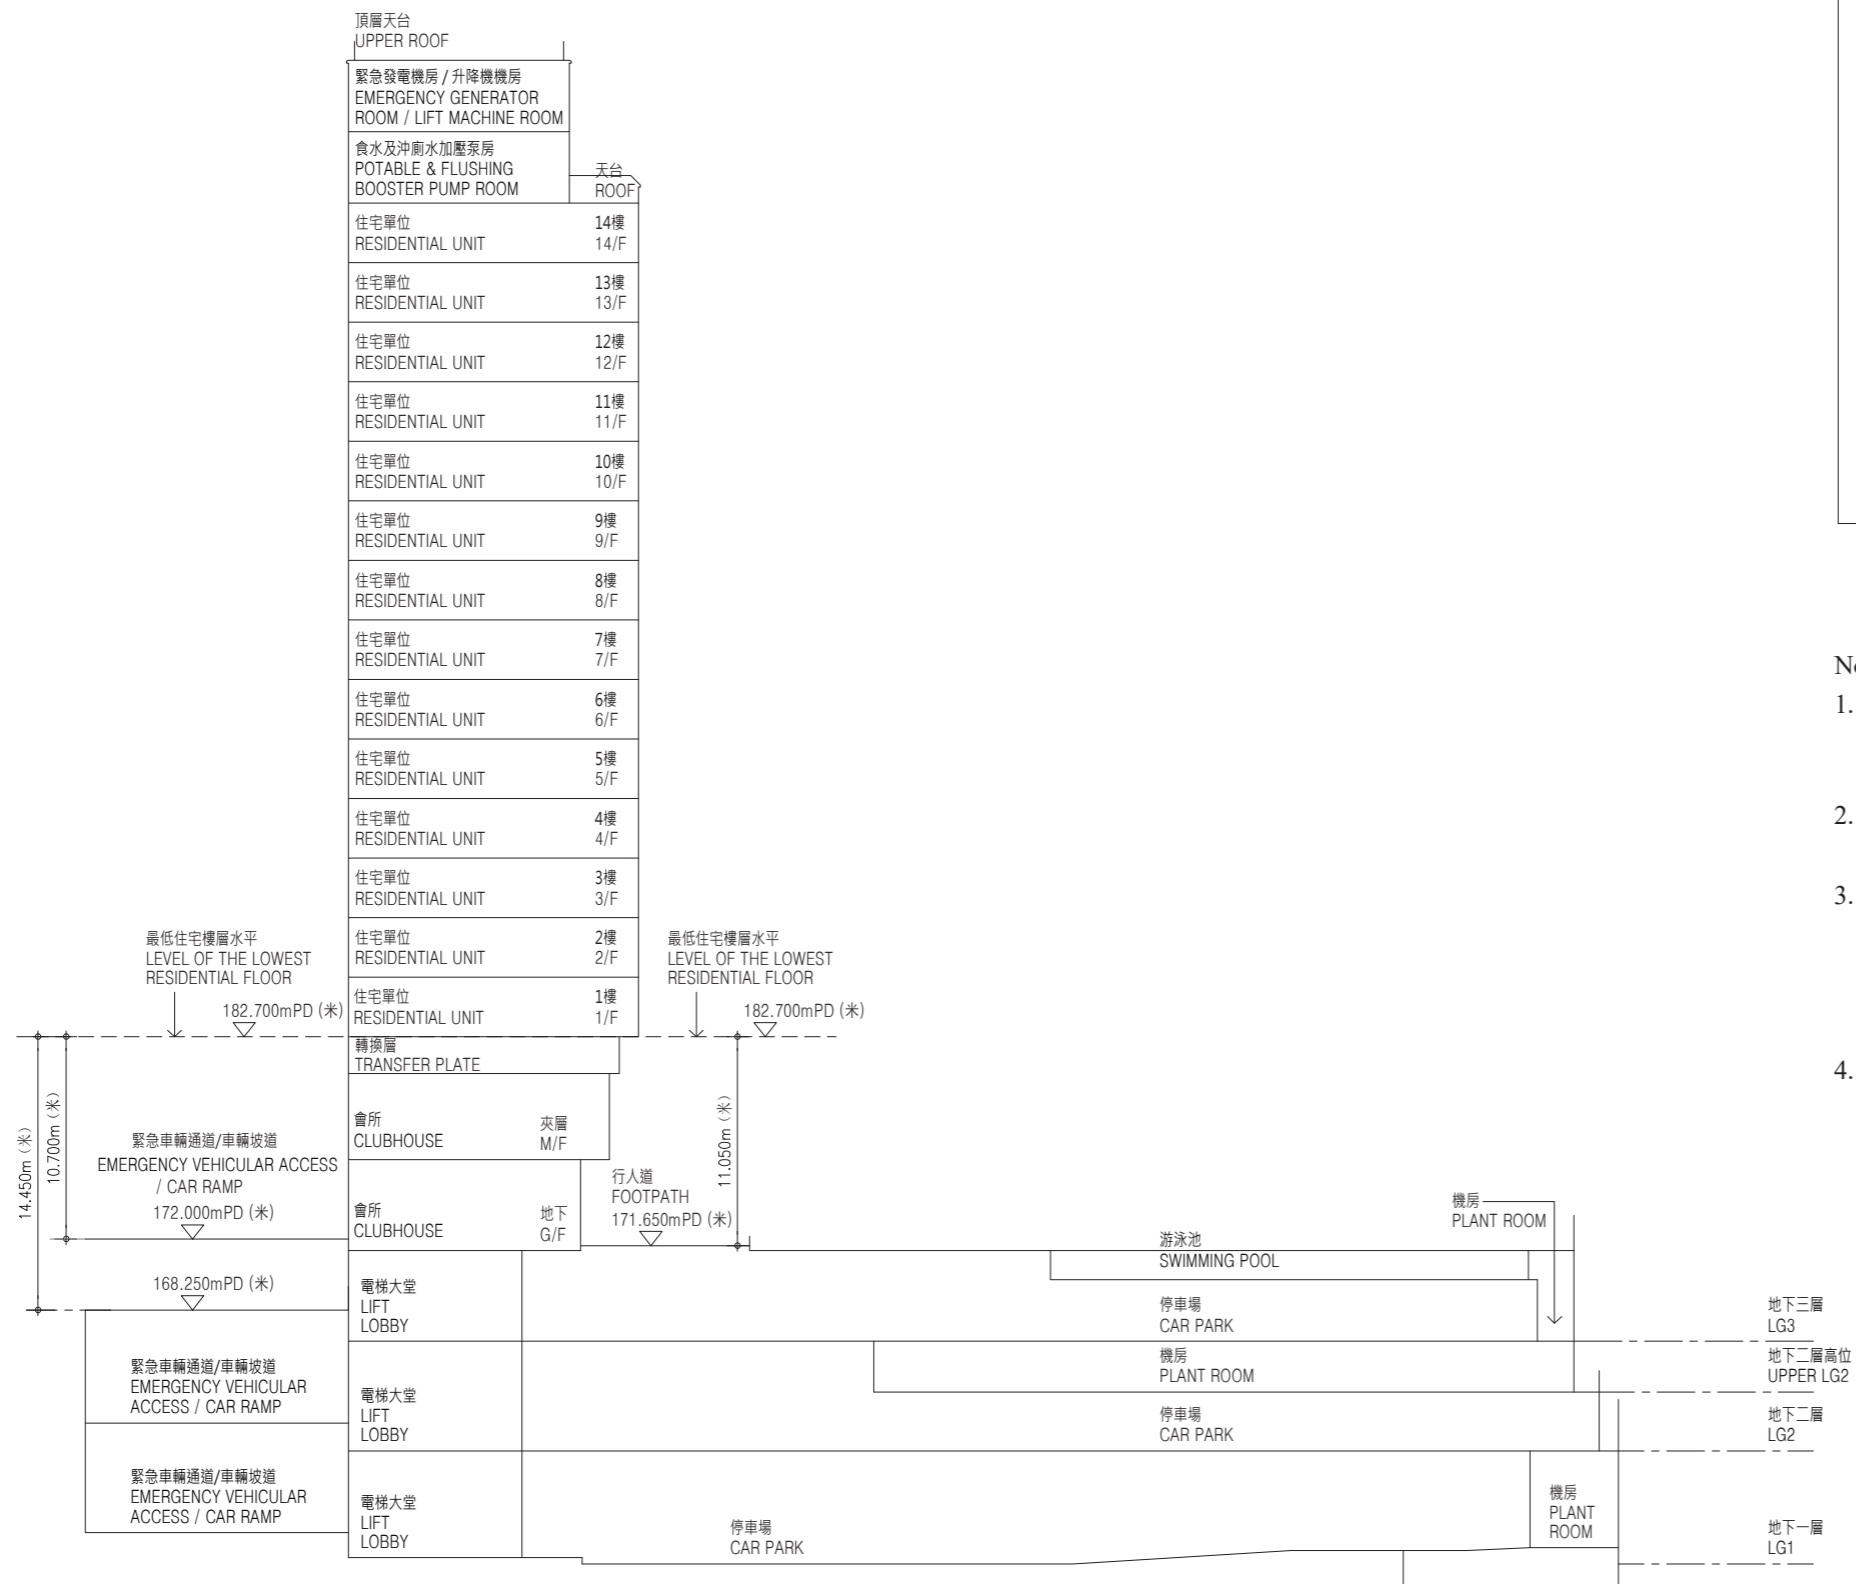 頂層天台
UPPER ROOF
緊急發電機房 / 升降機機房
EMERGENCY GENERATOR
ROOM / LIFT MACHINE ROOM
食水及沖廁水加壓泵房
POTABLE & FLUSHING
BOOSTER PUMP ROOM
天台
ROOF
住宅單位 14樓
RESIDENTIAL UNIT 14/F
住宅單位 13樓
RESIDENTIAL UNIT 13/F
住宅單位 12樓
RESIDENTIAL UNIT 12/F
住宅單位 11樓
RESIDENTIAL UNIT 11/F
住宅單位 10樓
RESIDENTIAL UNIT 10/F
住宅單位 9樓
RESIDENTIAL UNIT 9/F
住宅單位 8樓
RESIDENTIAL UNIT 8/F
住宅單位 7樓
RESIDENTIAL UNIT 7/F
住宅單位 6樓
RESIDENTIAL UNIT 6/F
住宅單位 5樓
RESIDENTIAL UNIT 5/F
住宅單位 4樓
RESIDENTIAL UNIT 4/F
住宅單位 3樓
RESIDENTIAL UNIT 3/F
住宅單位 2樓
RESIDENTIAL UNIT 2/F
住宅單位 1樓
RESIDENTIAL UNIT 1/F
最低住宅樓層水平
LEVEL OF THE LOWEST
RESIDENTIAL FLOOR
182.700mPD (米)
最低住宅樓層水平
LEVEL OF THE LOWEST
RESIDENTIAL FLOOR
182.700mPD (米)
轉換層
TRANSFER PLATE
14.450m (米)
10.700m (米)
11.050m (米)
會所 夾層
CLUBHOUSE M/F
緊急車輛通道/車輛坡道
EMERGENCY VEHICULAR ACCESS
/ CAR RAMP
172.000mPD (米)
會所 地下
CLUBHOUSE G/F
行人道
FOOTPATH
171.650mPD (米)
機房
PLANT ROOM
游泳池
SWIMMING POOL
168.250mPD (米)
電梯大堂
LIFT
LOBBY
停車場
CAR PARK
地下三層
LG3
機房
PLANT ROOM
地下二層高位
UPPER LG2
緊急車輛通道/車輛坡道
EMERGENCY VEHICULAR
ACCESS / CAR RAMP
電梯大堂
LIFT
LOBBY
停車場
CAR PARK
地下二層
LG2
緊急車輛通道/車輛坡道
EMERGENCY VEHICULAR
ACCESS / CAR RAMP
電梯大堂
LIFT
LOBBY
停車場
CAR PARK
機房
PLANT
ROOM
地下一層
LG1
1.
2.
3.
4.